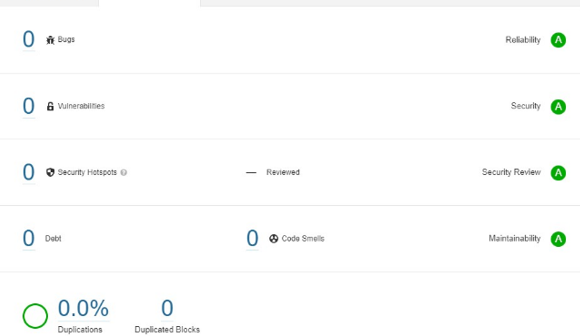 0 Bugs Reliability A
0 Vulnerabilities Security A
0 Security Hotspots ? — Reviewed Security Review A
0 Debt 0 Code Smells Maintainability A
0.0% 0
Duplications Duplicated Blocks